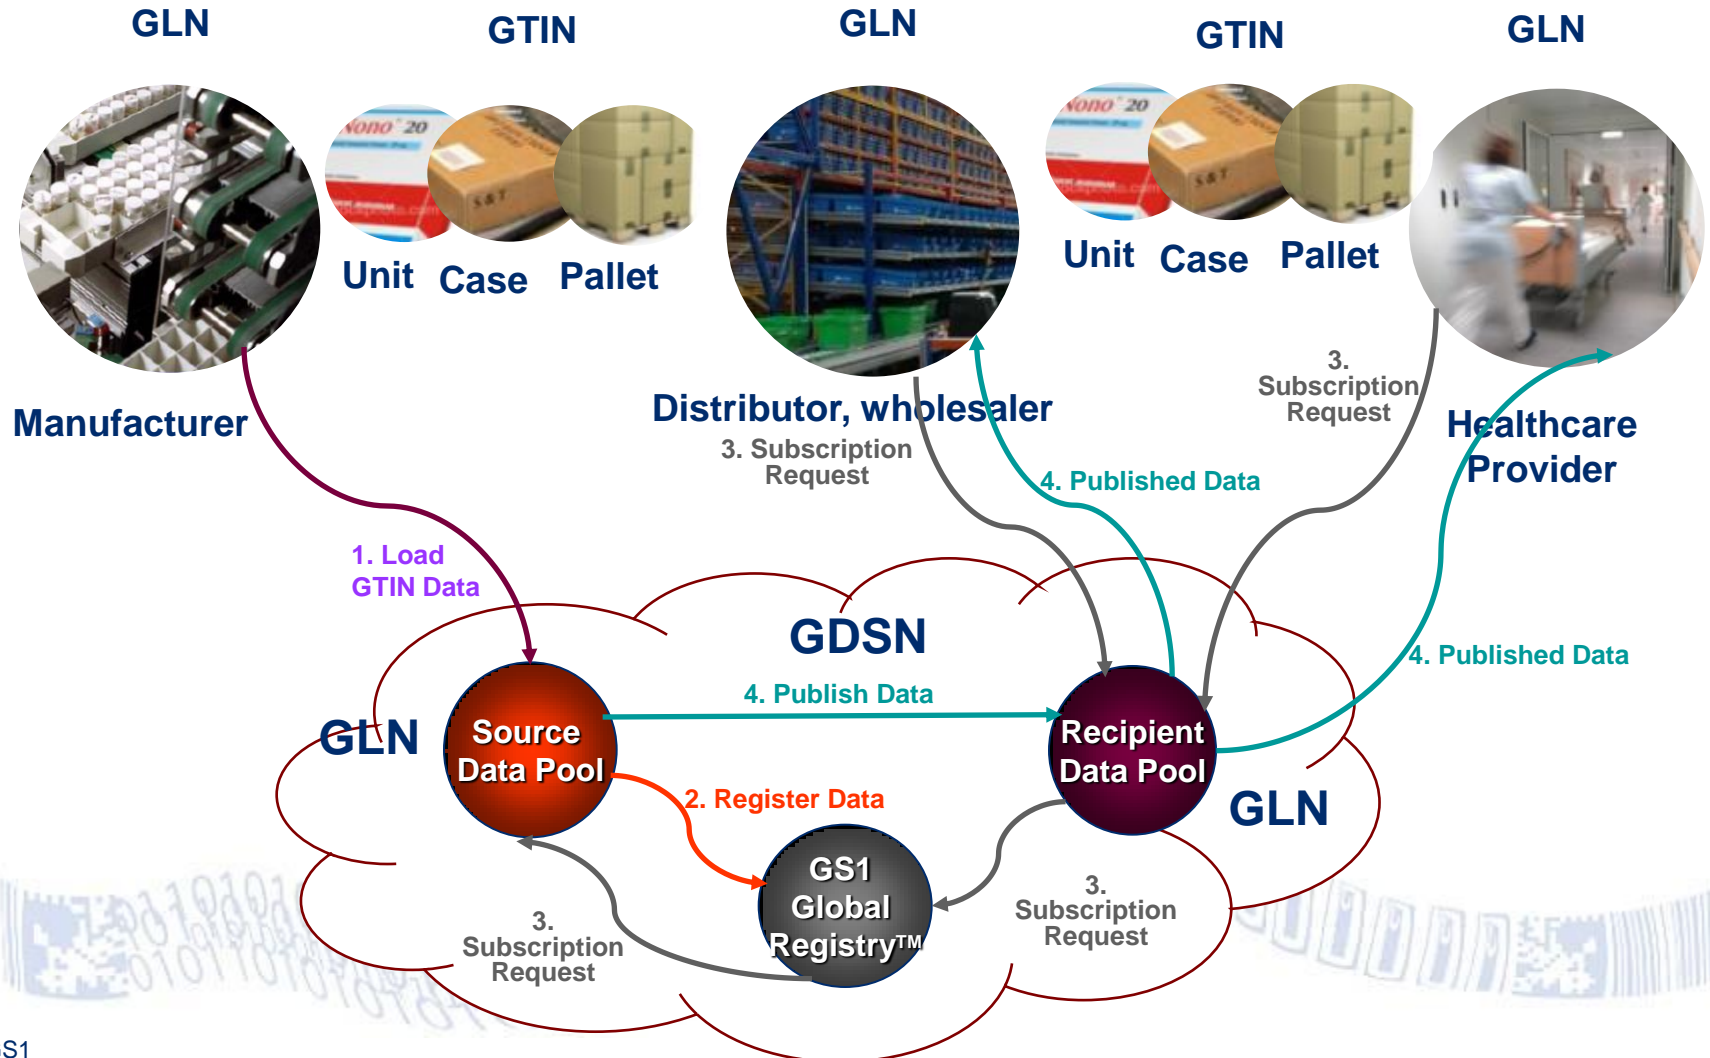 GLN
GTIN
GLN
GTIN
GLN
Nono 20
S & T
Nono 20
S & T
Unit
Case
Pallet
Unit
Case
Pallet
Manufacturer
Distributor, wholesaler
3. Subscription
Request
3.
Subscription
Request
Healthcare
Provider
4. Published Data
1. Load
GTIN Data
GDSN
4. Published Data
4. Publish Data
GLN
Source
Data Pool
Recipient
Data Pool
2. Register Data
GLN
GS1
Global
Registry™
3.
Subscription
Request
3.
Subscription
Request
GS1